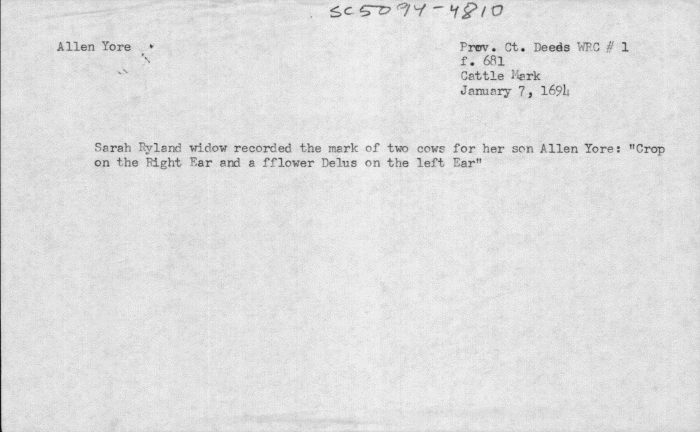 SC5094-4810
Allen Yore
Prov. Ct. Deeds WRC # 1
f. 681
Cattle Mark
January 7, 1694
Sarah Ryland widow recorded the mark of two cows for her son Allen Yore: "Crop
on the Right Ear and a fflower Delus on the left Ear"